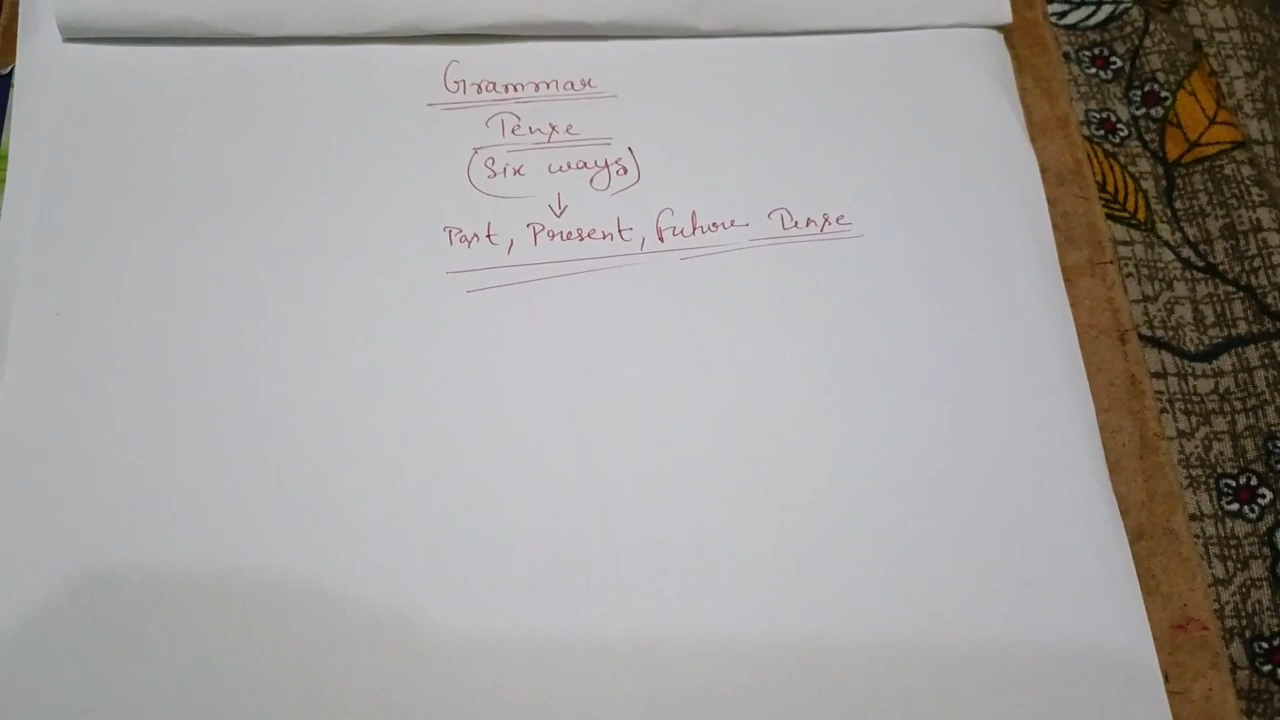 Grammar
Tense
(Six ways)
↓
Past, Present, Future Tense